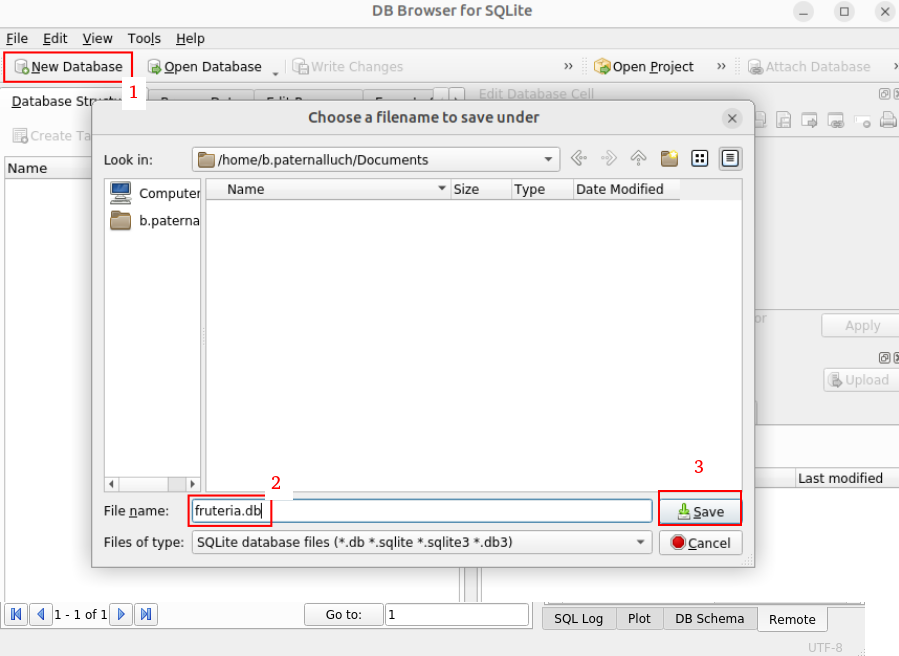 DB Browser for SQLite
File Edit View Tools Help
New Database Open Database Write Changes » Open Project » Attach Database
1
Database Edit Database Cell
Create
Choose a filename to save under
Name
Look in: /home/b.paternalluch/Documents
Name Size Type Date Modified
Computer
b.paterna
Apply
Upload
3
2
Last modified
File name: fruteria.db Save
Files of type: SQLite database files (*.db *.sqlite *.sqlite3 *.db3) Cancel
1 - 1 of 1 Go to: 1
SQL Log Plot DB Schema Remote
UTF-8